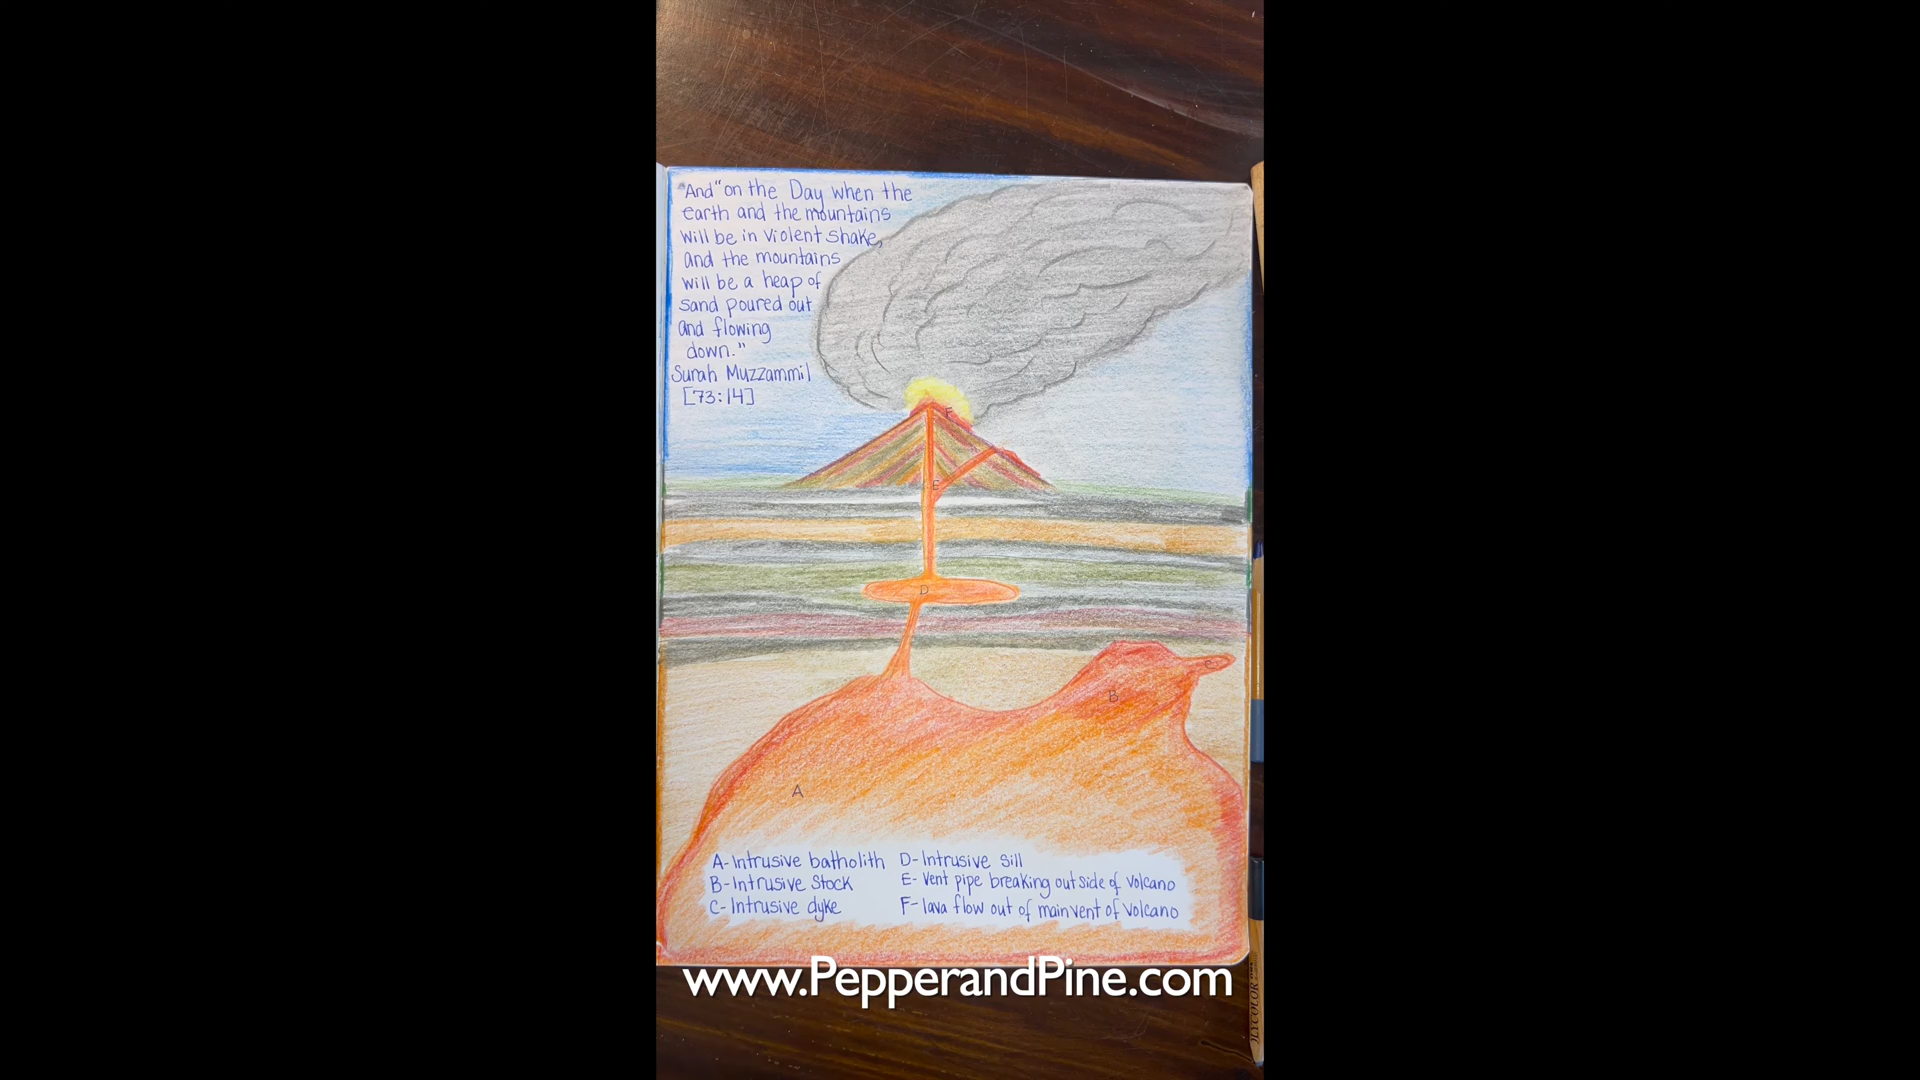 "And "on the Day when the
earth and the mountains
will be in violent shake,
and the mountains
will be a heap of
sand poured out
and flowing
down."
Surah Muzzammil
[73:14]
F
E
D
C
B
A
A-Intrusive batholith
B-Intrusive Stock
C-Intrusive dyke
D-Intrusive Sill
E- Vent pipe breaking out side of Volcano
F-lava flow out of main vent of Volcano
www.PepperandPine.com